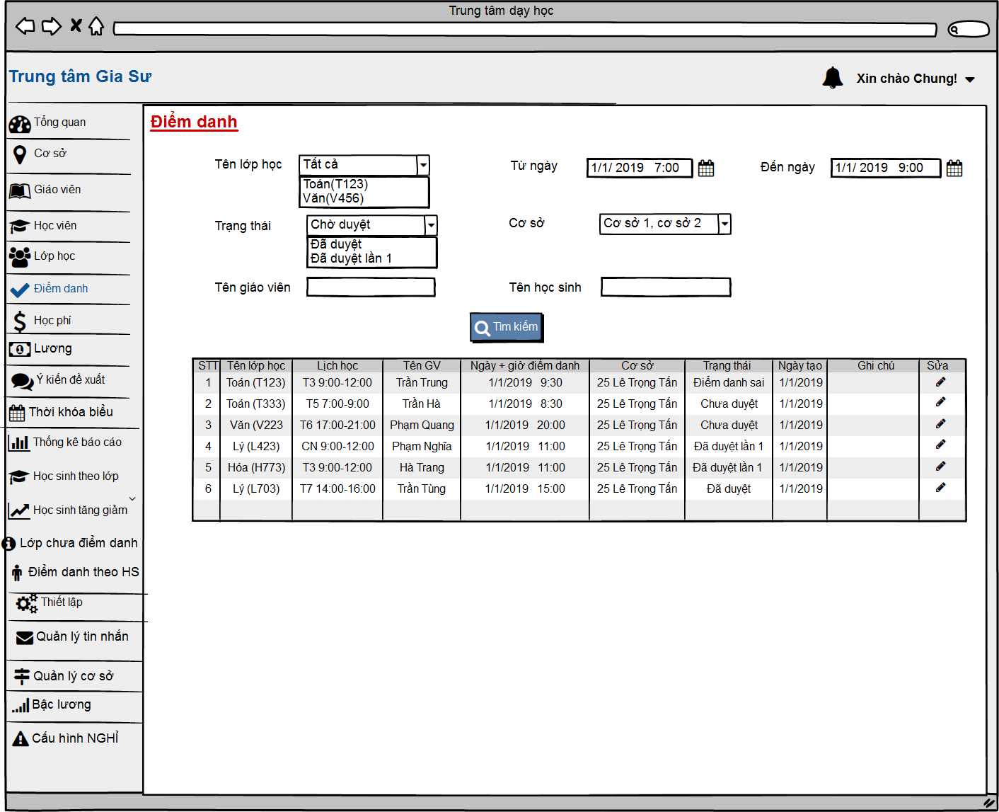 Trung tâm dạy học
Trung tâm Gia Sư
Xin chào Chung!
Tổng quan
Cơ sở
Giáo viên
Học viên
Lớp học
Điểm danh
Học phí
Lương
Ý kiến đề xuất
Thời khóa biểu
Thống kê báo cáo
Học sinh theo lớp
Học sinh tăng giảm
Lớp chưa điểm danh
Điểm danh theo HS
Thiết lập
Quản lý tin nhắn
Quản lý cơ sở
Bậc lương
Cấu hình NGHỈ
Điểm danh
Tên lớp học Tất cả Từ ngày 1/1/ 2019 7:00 Đến ngày 1/1/ 2019 9:00
Toán(T123)
Văn(V456)
Trạng thái Chờ duyệt Cơ sở Cơ sở 1, cơ sở 2
Đã duyệt
Đã duyệt lần 1
Tên giáo viên Tên học sinh
Tìm kiếm
STT Tên lớp học Lịch học Tên GV Ngày + giờ điểm danh Cơ sở Trạng thái Ngày tạo Ghi chú Sửa
1 Toán (T123) T3 9:00-12:00 Trần Trung 1/1/2019 9:30 25 Lê Trọng Tấn Điểm danh sai 1/1/2019
2 Toán (T333) T5 7:00-9:00 Trần Hà 1/1/2019 8:30 25 Lê Trọng Tấn Chưa duyệt 1/1/2019
3 Văn (V223 T6 17:00-21:00 Phạm Quang 1/1/2019 20:00 25 Lê Trọng Tấn Chưa duyệt 1/1/2019
4 Lý (L423) CN 9:00-12:00 Phạm Nghĩa 1/1/2019 11:00 25 Lê Trọng Tấn Đã duyệt lần 1 1/1/2019
5 Hóa (H773) T3 9:00-12:00 Hà Trang 1/1/2019 11:00 25 Lê Trọng Tấn Đã duyệt lần 1 1/1/2019
6 Lý (L703) T7 14:00-16:00 Trần Tùng 1/1/2019 15:00 25 Lê Trọng Tấn Đã duyệt 1/1/2019